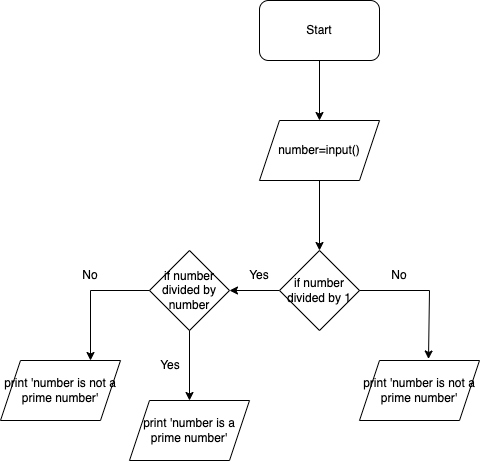 Start
number=input()
No
if number
divided by
number
Yes
if number
divided by 1
No
print 'number is not a
prime number'
Yes
print 'number is a
prime number'
print 'number is not a
prime number'